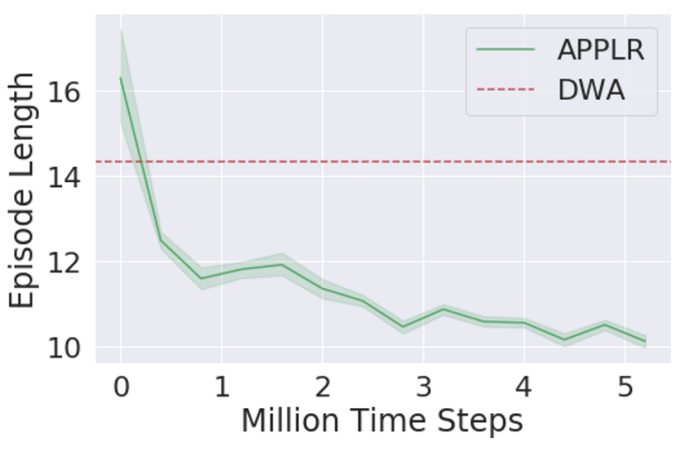 APPLR
DWA
Episode Length
16
14
12
10
0 1 2 3 4 5
Million Time Steps